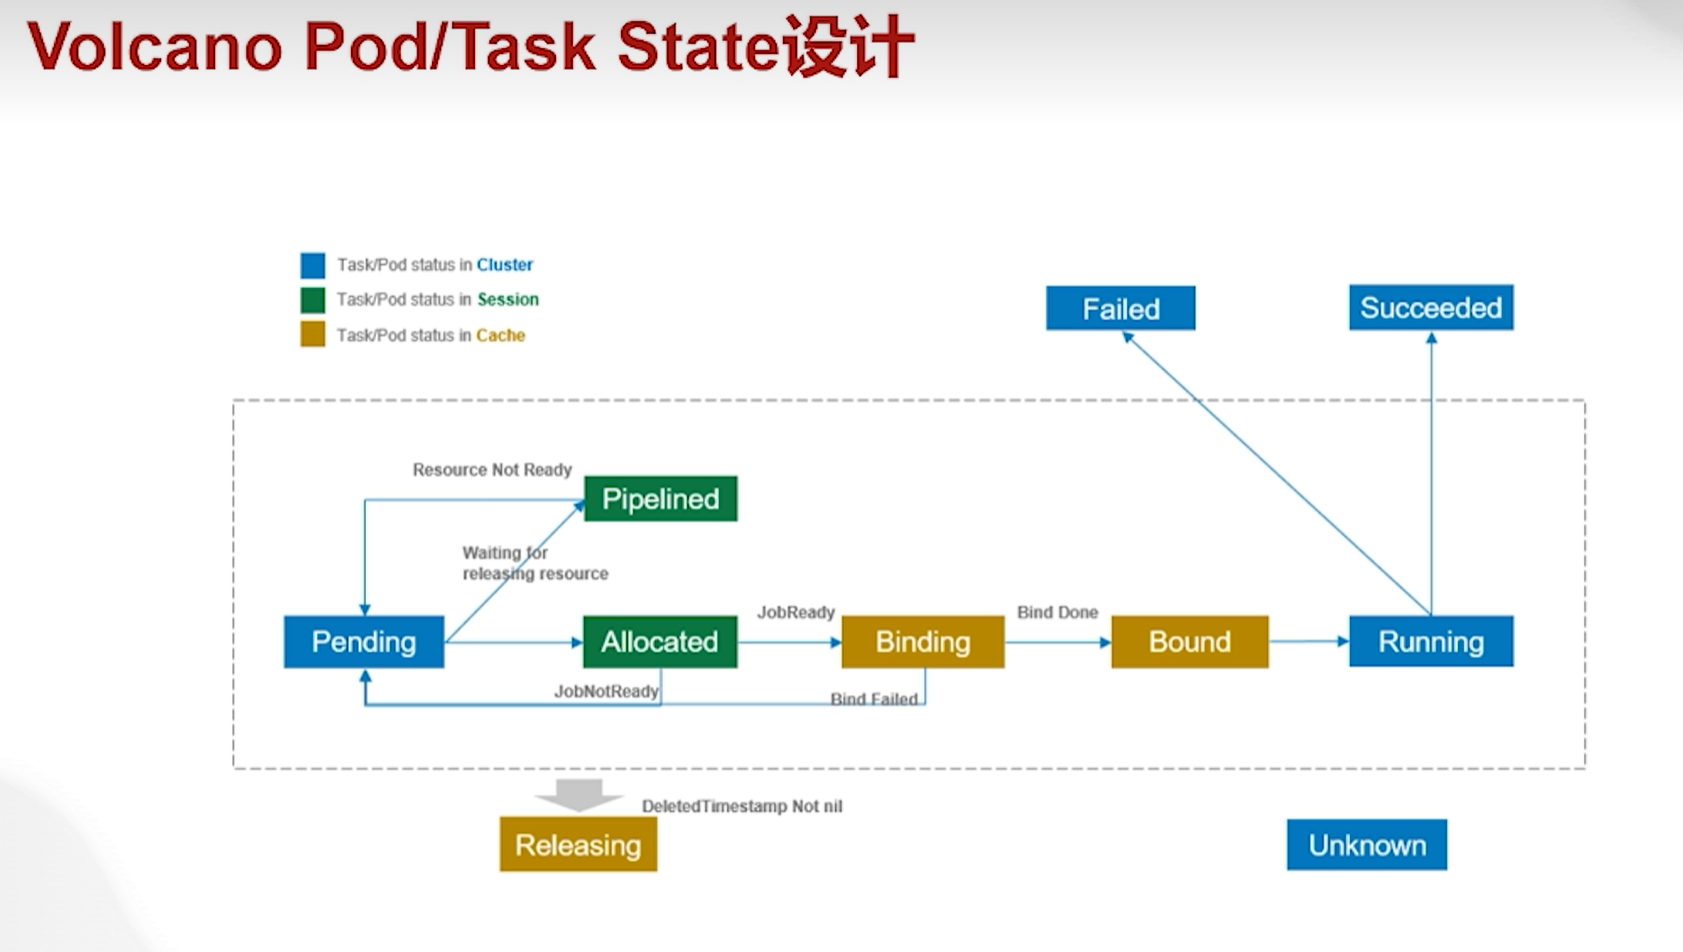 Volcano Pod/Task State设计
Task/Pod status in Cluster
Task/Pod status in Session
Task/Pod status in Cache
Failed
Succeeded
Resource Not Ready
Pipelined
Waiting for
releasing resource
Pending
Allocated
JobReady
Binding
Bind Done
Bound
Running
JobNotReady
Bind Failed
DeletedTimestamp Not nil
Releasing
Unknown